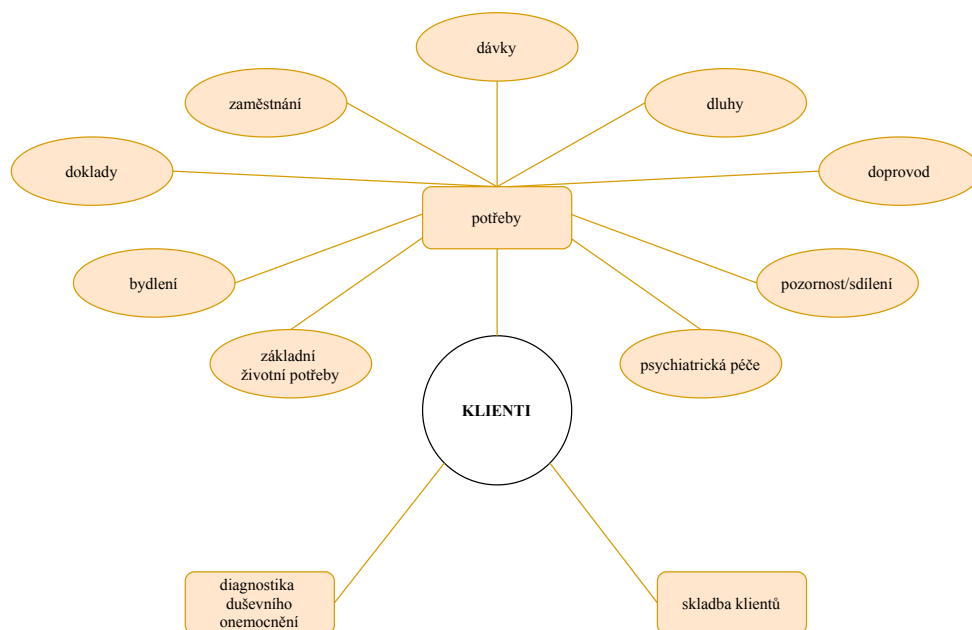 dávky
zaměstnání
dluhy
doklady
doprovod
potřeby
bydlení
pozornost/sdílení
základní
životní potřeby
psychiatrická péče
KLIENTI
diagnostika
duševního
onemocnění
skladba klientů